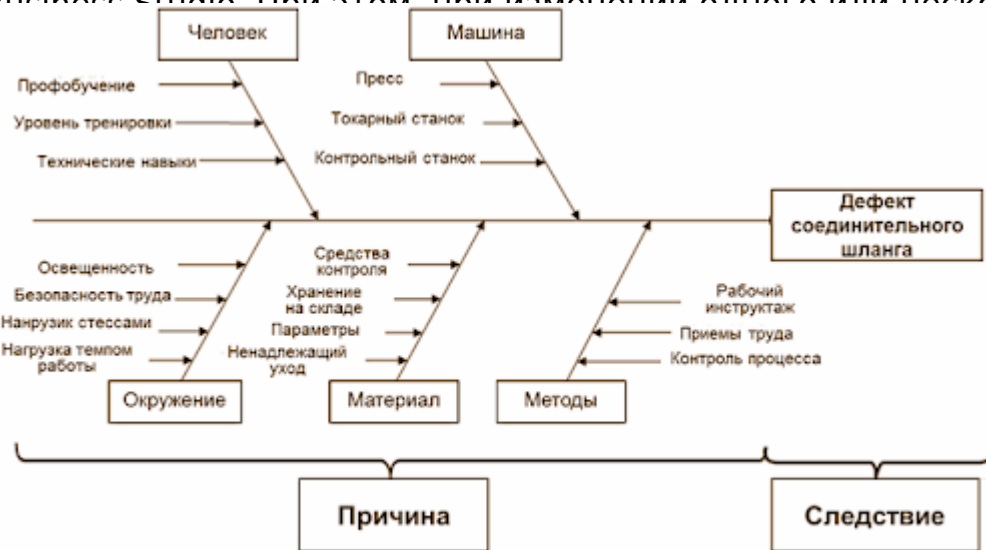 Человек
Машина
Профобучение
Уровень тренировки
Технические навыки
Пресс
Токарный станок
Контрольный станок
Дефект
соединительного
шланга
Освещенность
Безопасность труда
Нанрузик стессами
Нагрузка темпом
работы
Средства
контроля
Хранение
на складе
Параметры
Ненадлежащий
уход
Рабочий
инструктаж
Приемы труда
Контроль процесса
Окружение
Материал
Методы
Причина
Следствие